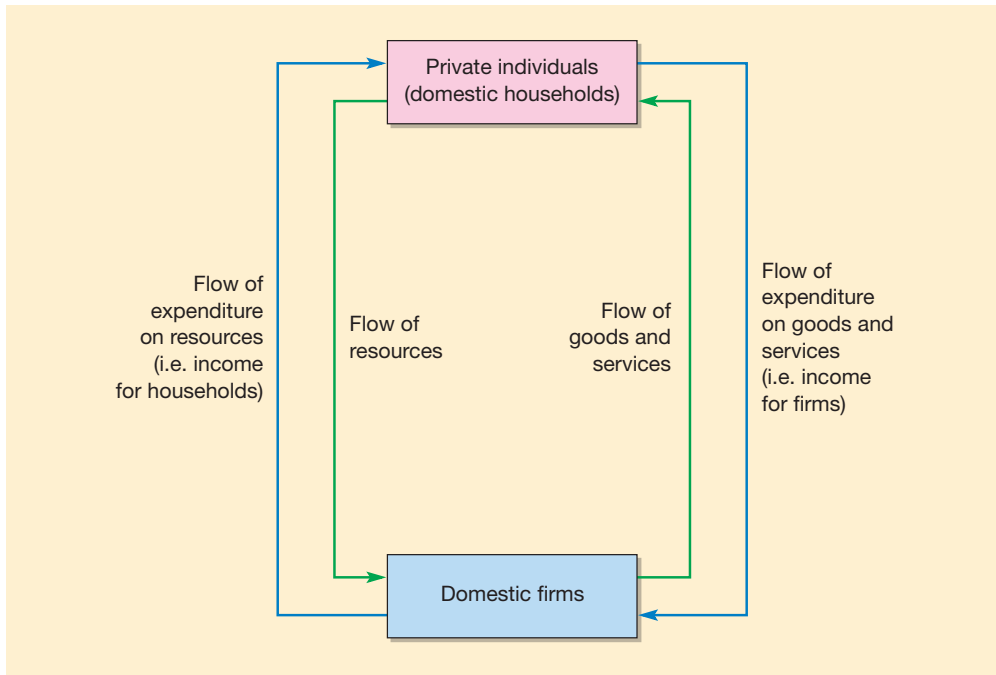 Private individuals
(domestic households)
Flow of
expenditure
on resources
(i.e. income
for households)
Flow of
resources
Flow of
goods and
services
Flow of
expenditure
on goods and
services
(i.e. income
for firms)
Domestic firms